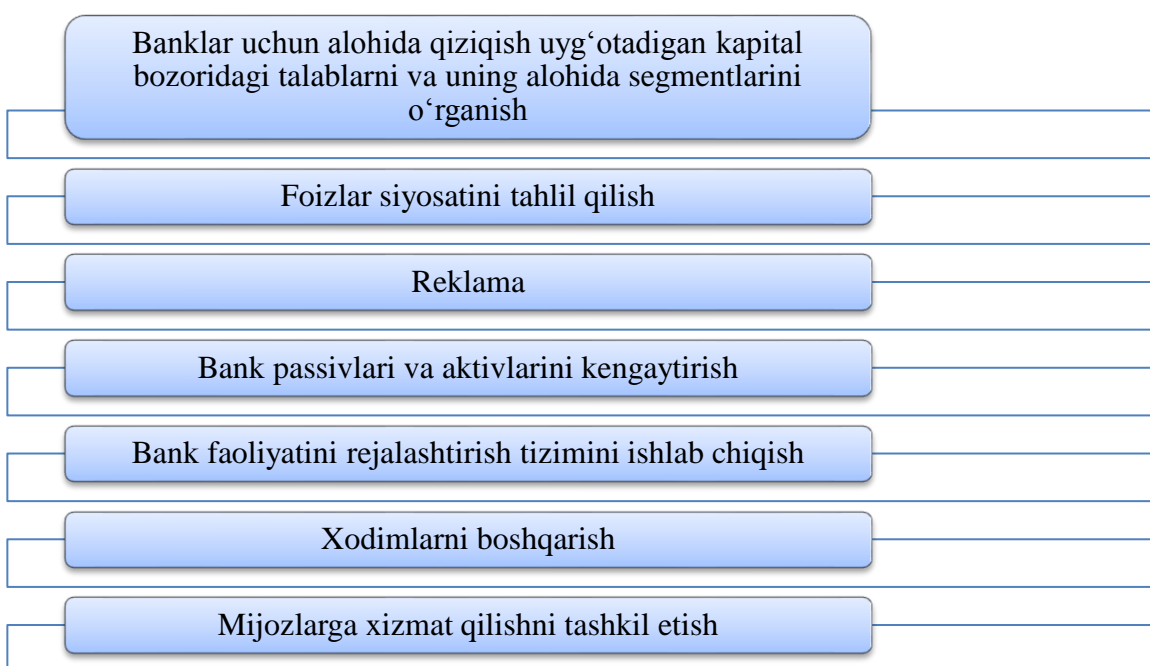 Banklar uchun alohida qiziqish uyg‘otadigan kapital
bozoridagi talablarni va uning alohida segmentlarini
o‘rganish
Foizlar siyosatini tahlil qilish
Reklama
Bank passivlari va aktivlarini kengaytirish
Bank faoliyatini rejalashtirish tizimini ishlab chiqish
Xodimlarni boshqarish
Mijozlarga xizmat qilishni tashkil etish